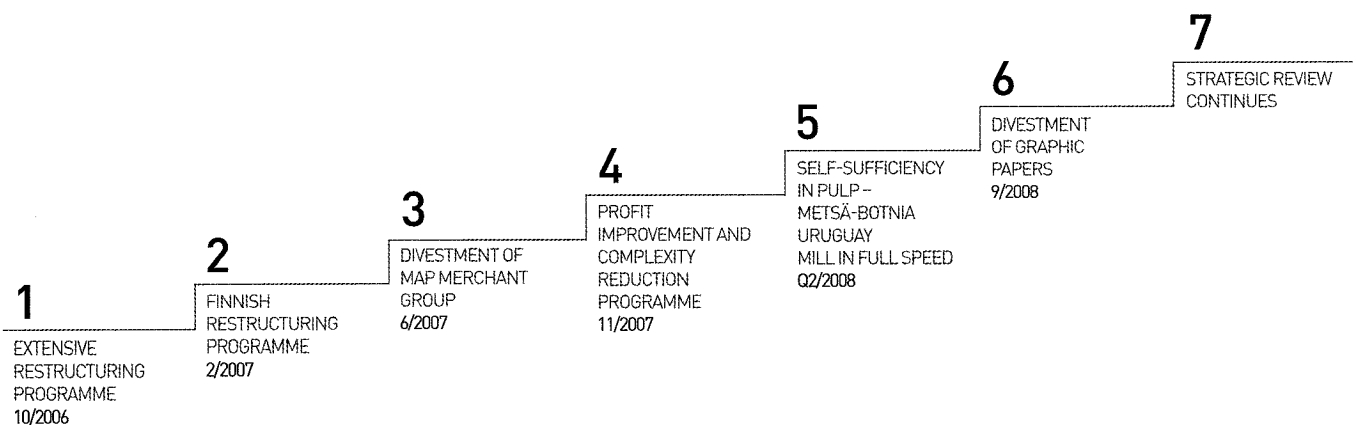 1
EXTENSIVE
RESTRUCTURING
PROGRAMME
10/2006
2
FINNISH
RESTRUCTURING
PROGRAMME
2/2007
3
DIVESTMENT OF
MAP MERCHANT
GROUP
6/2007
4
PROFIT
IMPROVEMENT AND
COMPLEXITY
REDUCTION
PROGRAMME
11/2007
5
SELF-SUFFICIENCY
IN PULP –
METSÄ-BOTNIA
URUGUAY
MILL IN FULL SPEED
Q2/2008
6
DIVESTMENT
OF GRAPHIC
PAPERS
9/2008
7
STRATEGIC REVIEW
CONTINUES